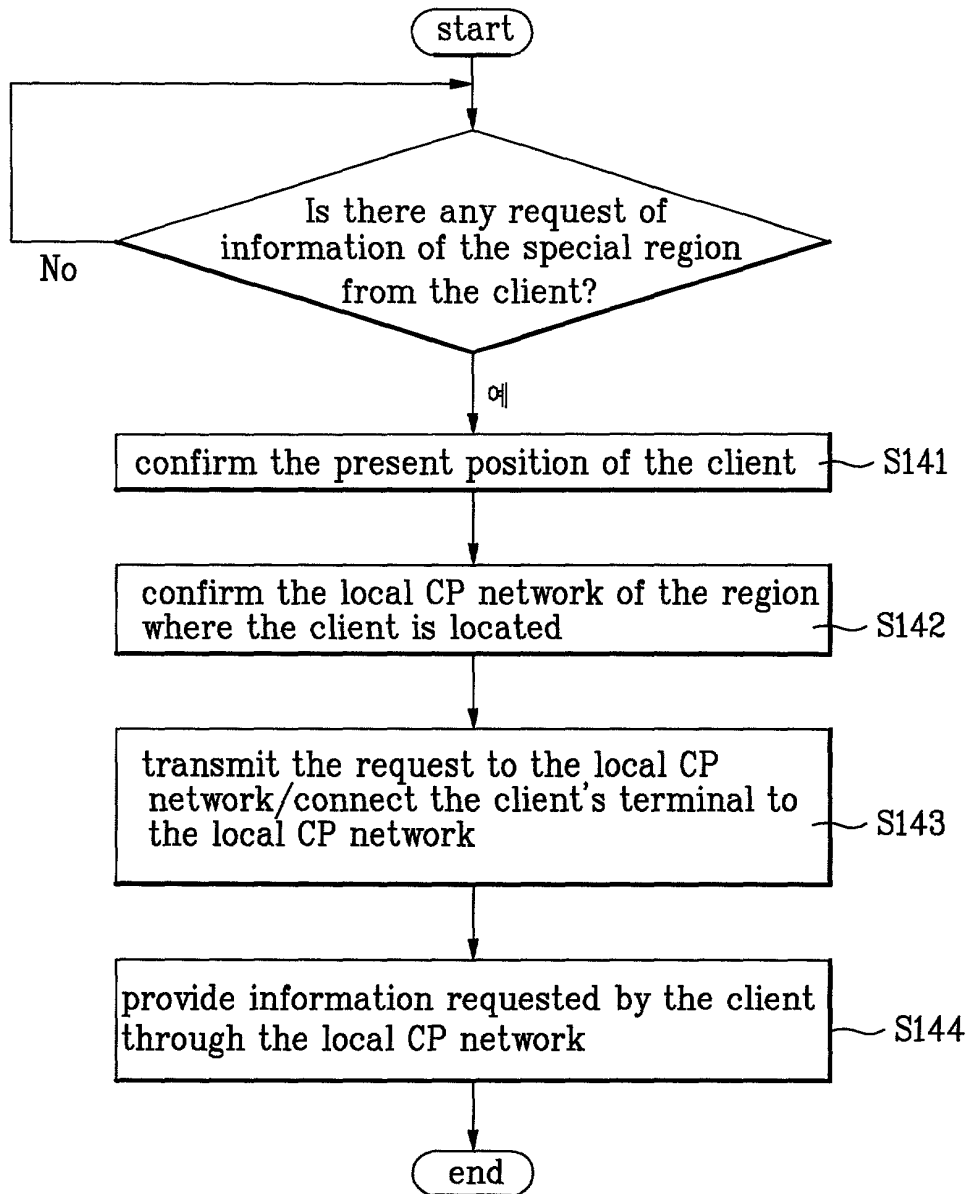 start
Is there any request of
information of the special region
from the client?
No
예
confirm the present position of the client
S141
confirm the local CP network of the region
where the client is located
S142
transmit the request to the local CP
network/connect the client's terminal to
the local CP network
S143
provide information requested by the client
through the local CP network
S144
end